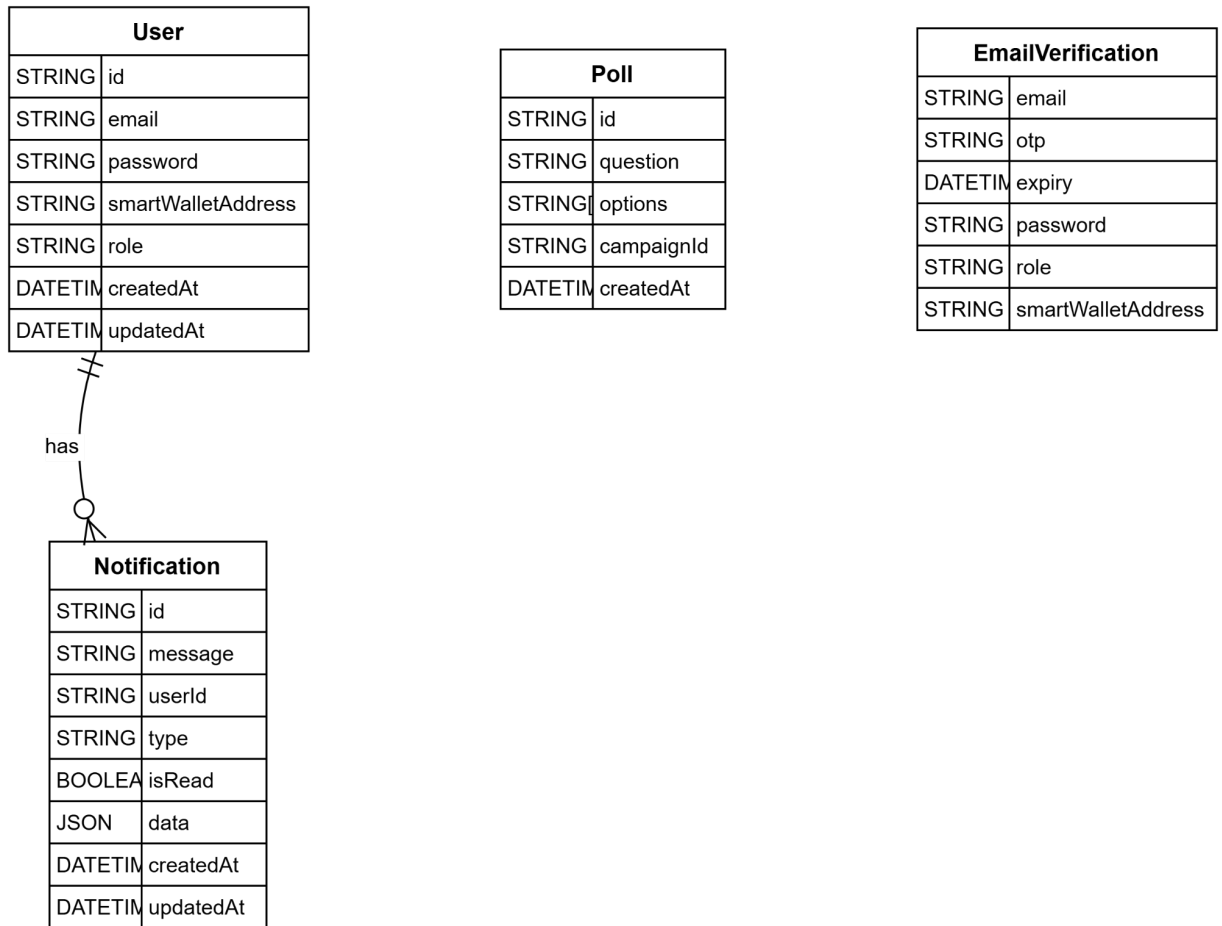 User
STRING id
STRING email
STRING password
STRING smartWalletAddress
STRING role
DATETIM createdAt
DATETIM updatedAt
has
Notification
STRING id
STRING message
STRING userId
STRING type
BOOLEA isRead
JSON data
DATETIM createdAt
DATETIM updatedAt
Poll
STRING id
STRING question
STRING[ options
STRING campaignId
DATETIM createdAt
EmailVerification
STRING email
STRING otp
DATETIM expiry
STRING password
STRING role
STRING smartWalletAddress